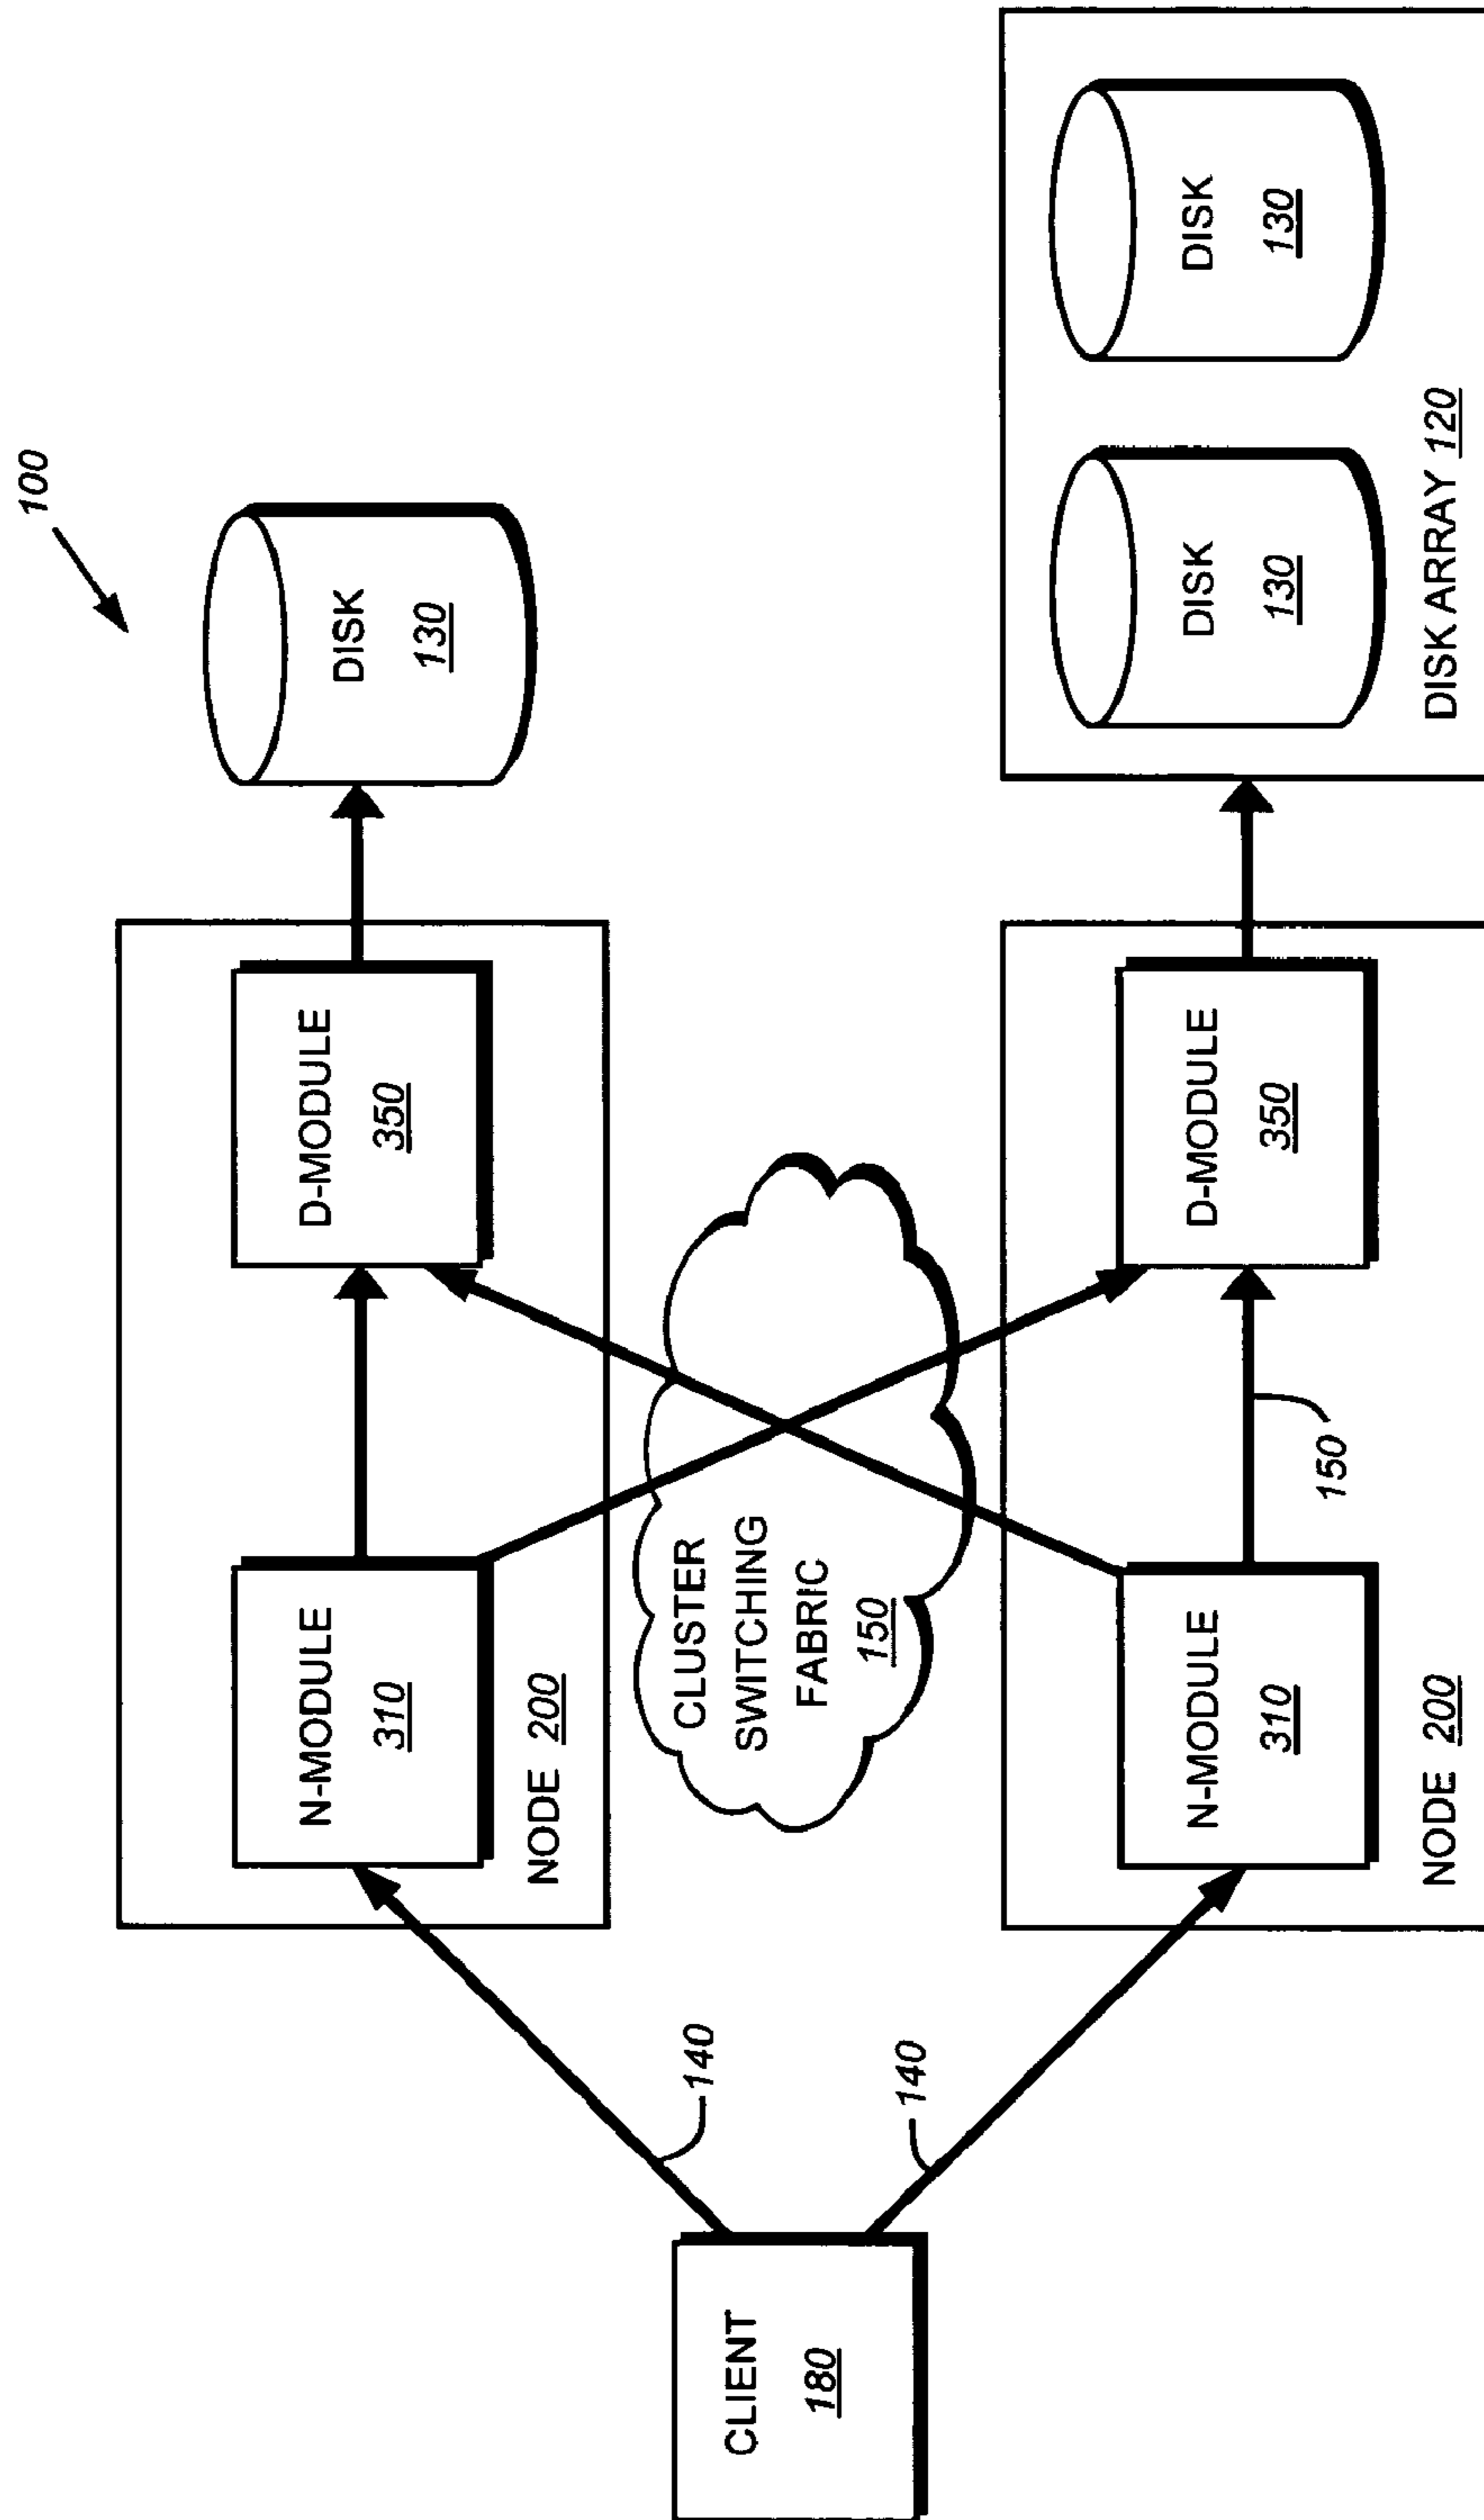 100
N-MODULE
310
D-MODULE
350
DISK
130
NODE 200
140
CLIENT
180
CLUSTER
SWITCHING
FABRIC
150
140
N-MODULE
310
D-MODULE
350
DISK
130
DISK
130
150
NODE 200
DISK ARRAY 120